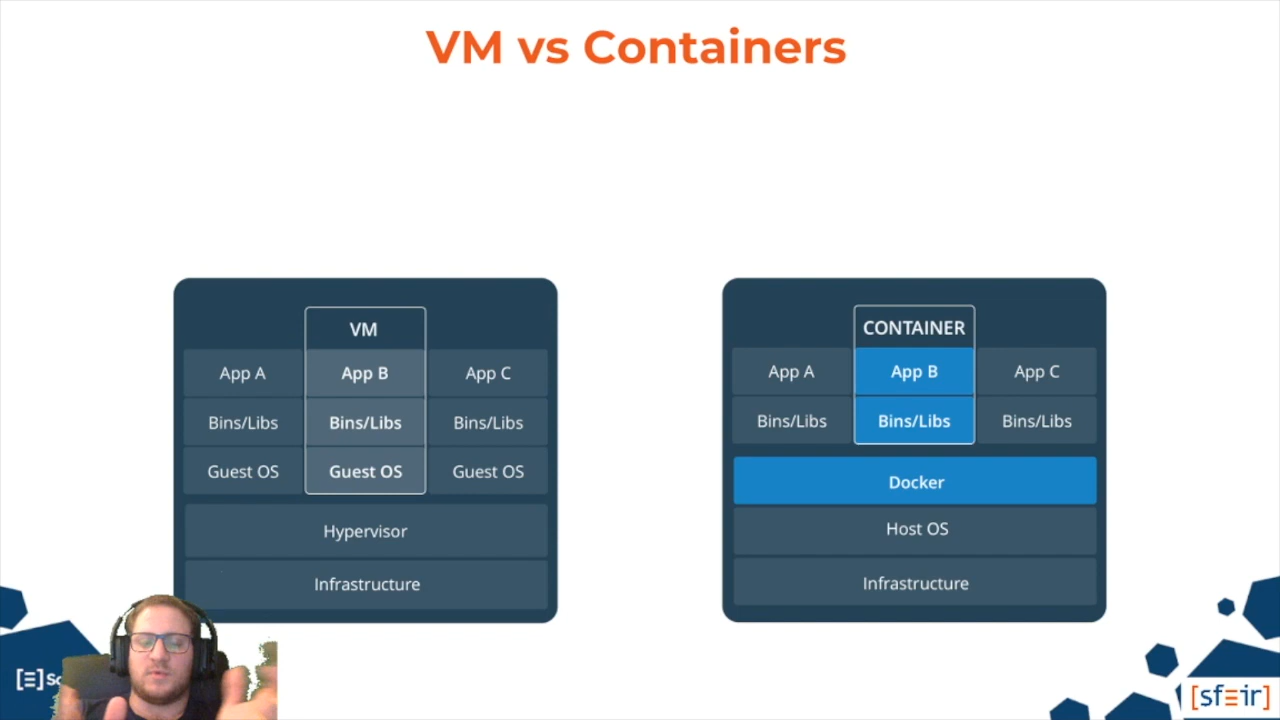 VM vs Containers
VM
App A App B App C
Bins/Libs Bins/Libs Bins/Libs
Guest OS Guest OS Guest OS
Hypervisor
Infrastructure
CONTAINER
App A App B App C
Bins/Libs Bins/Libs Bins/Libs
Docker
Host OS
Infrastructure
[sfeir]